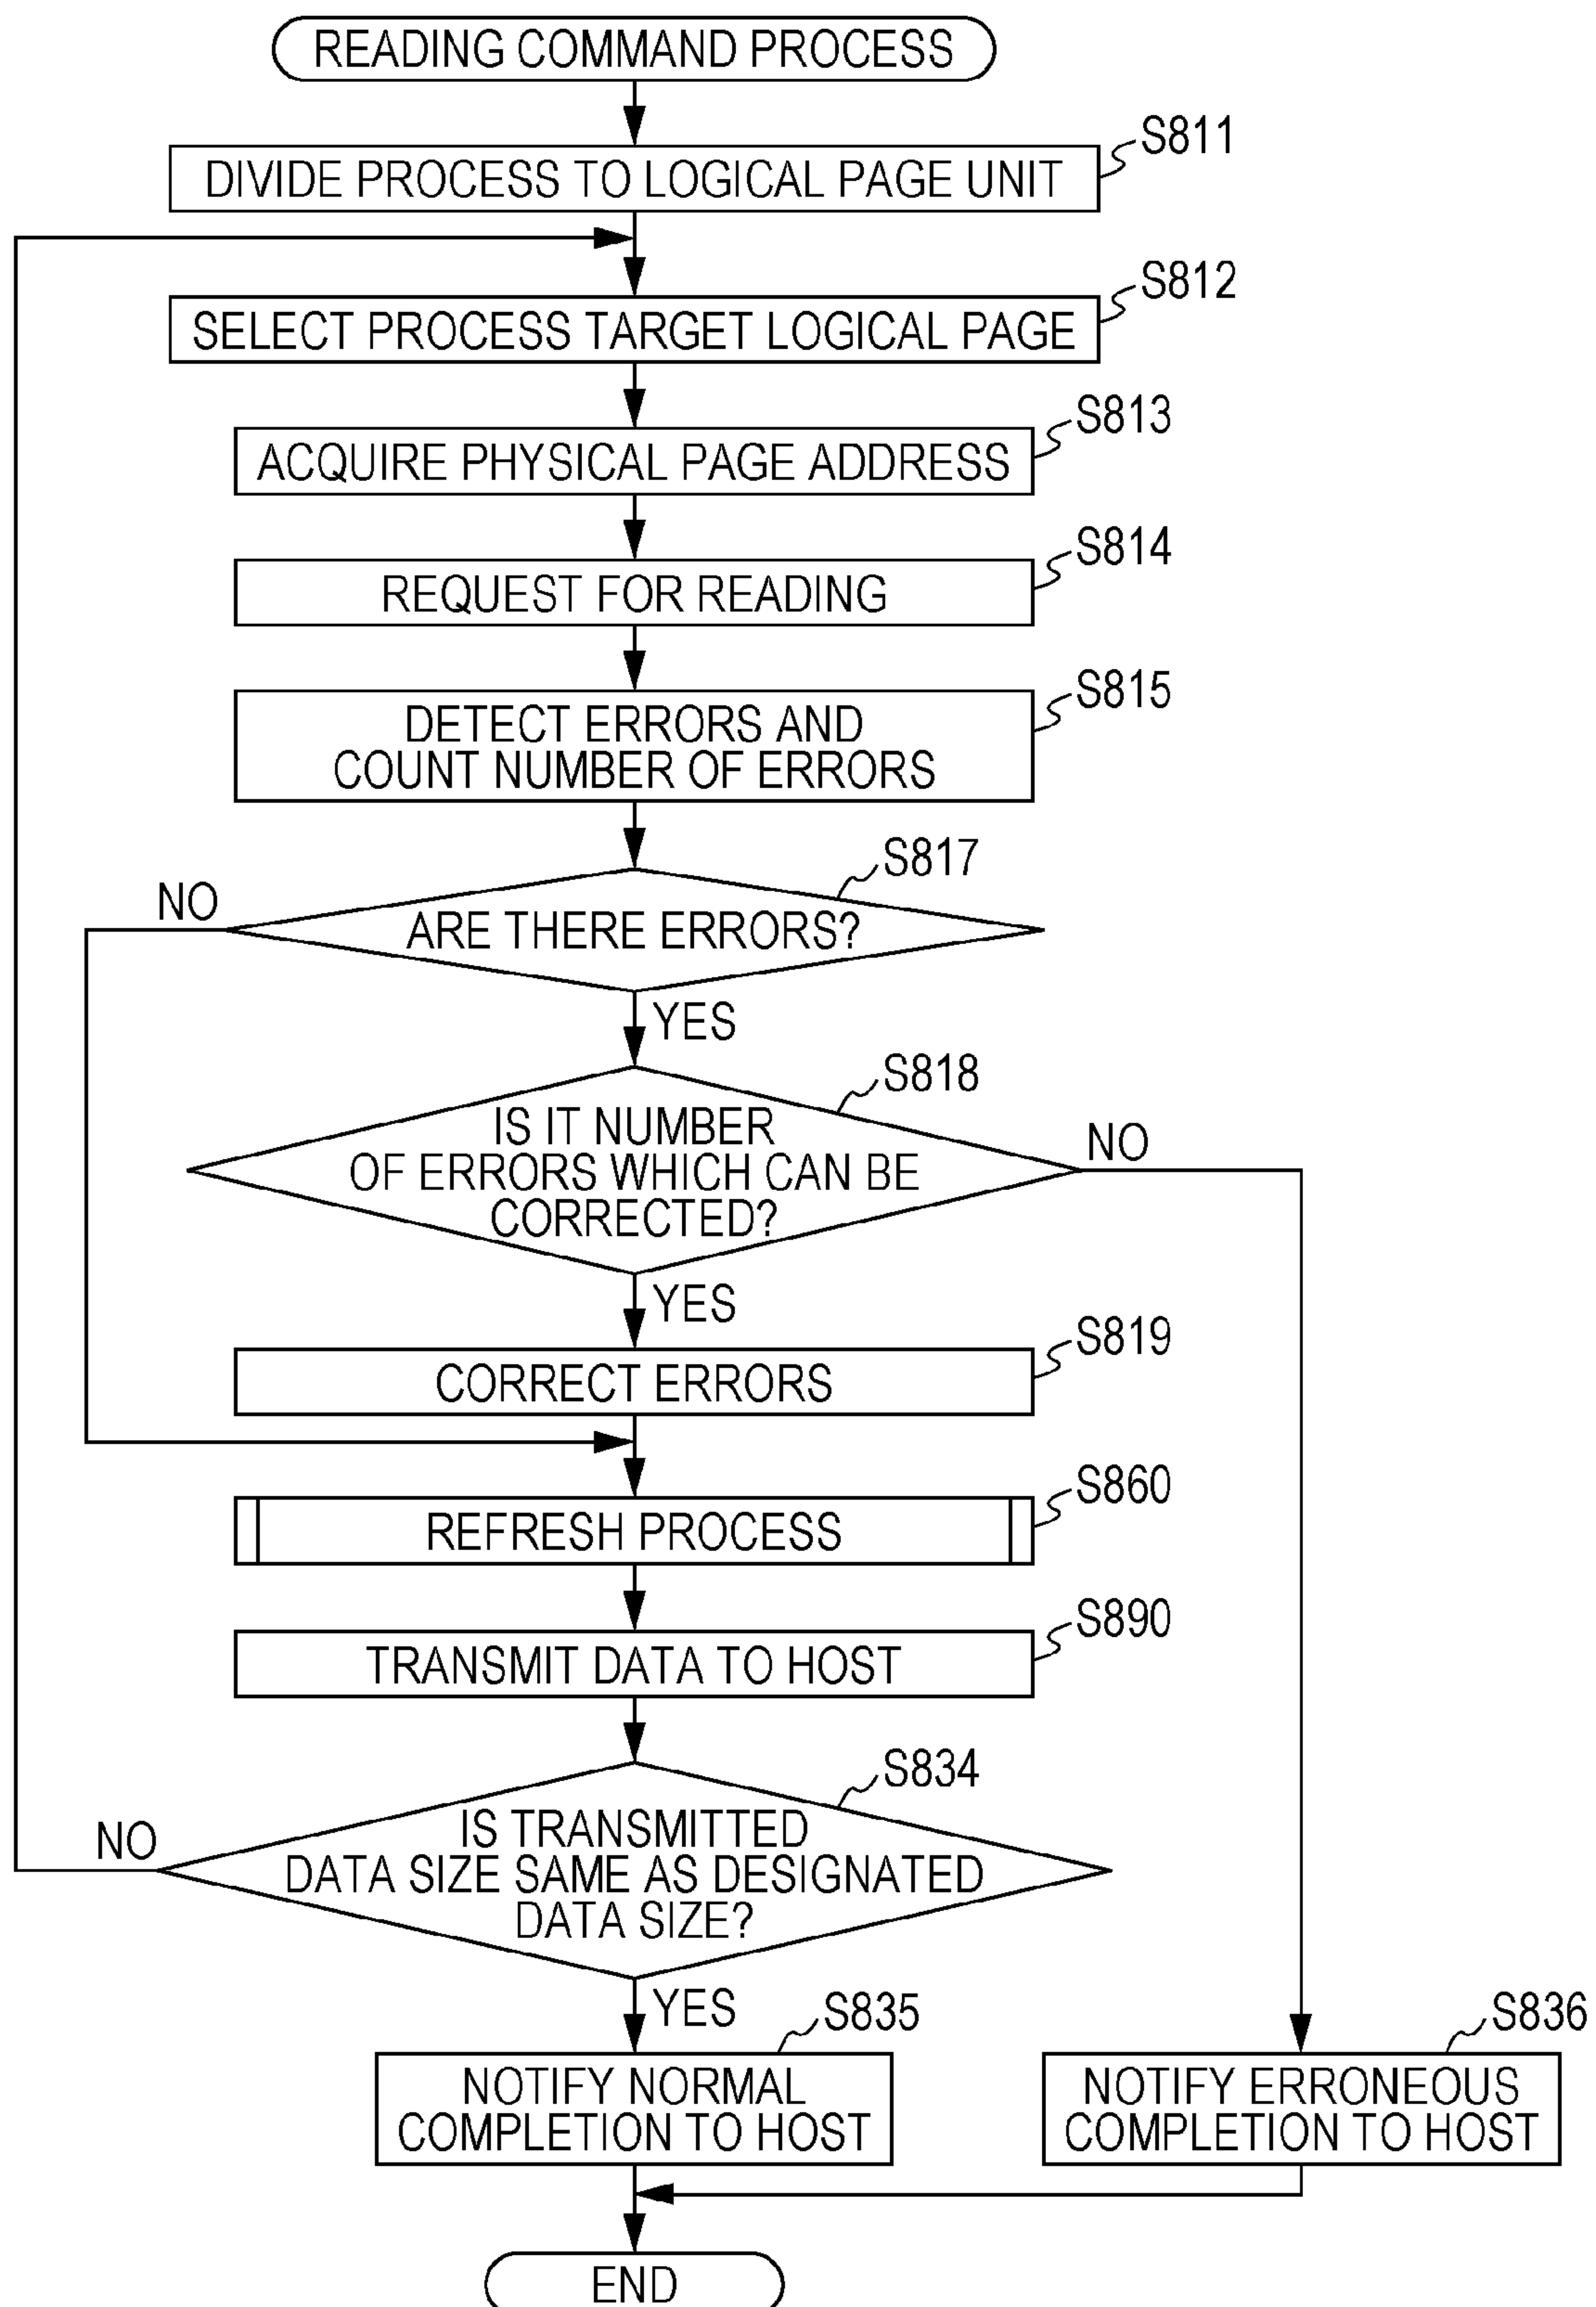 READING COMMAND PROCESS
S811
DIVIDE PROCESS TO LOGICAL PAGE UNIT
S812
SELECT PROCESS TARGET LOGICAL PAGE
S813
ACQUIRE PHYSICAL PAGE ADDRESS
S814
REQUEST FOR READING
S815
DETECT ERRORS AND
COUNT NUMBER OF ERRORS
S817
NO
ARE THERE ERRORS?
YES
S818
IS IT NUMBER
OF ERRORS WHICH CAN BE
CORRECTED?
NO
YES
S819
CORRECT ERRORS
S860
REFRESH PROCESS
S890
TRANSMIT DATA TO HOST
S834
IS TRANSMITTED
DATA SIZE SAME AS DESIGNATED
DATA SIZE?
NO
YES
S835
NOTIFY NORMAL
COMPLETION TO HOST
S836
NOTIFY ERRONEOUS
COMPLETION TO HOST
END